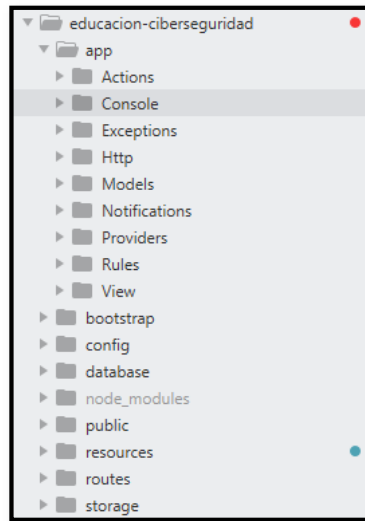 educacion-ciberseguridad
app
Actions
Console
Exceptions
Http
Models
Notifications
Providers
Rules
View
bootstrap
config
database
node_modules
public
resources
routes
storage